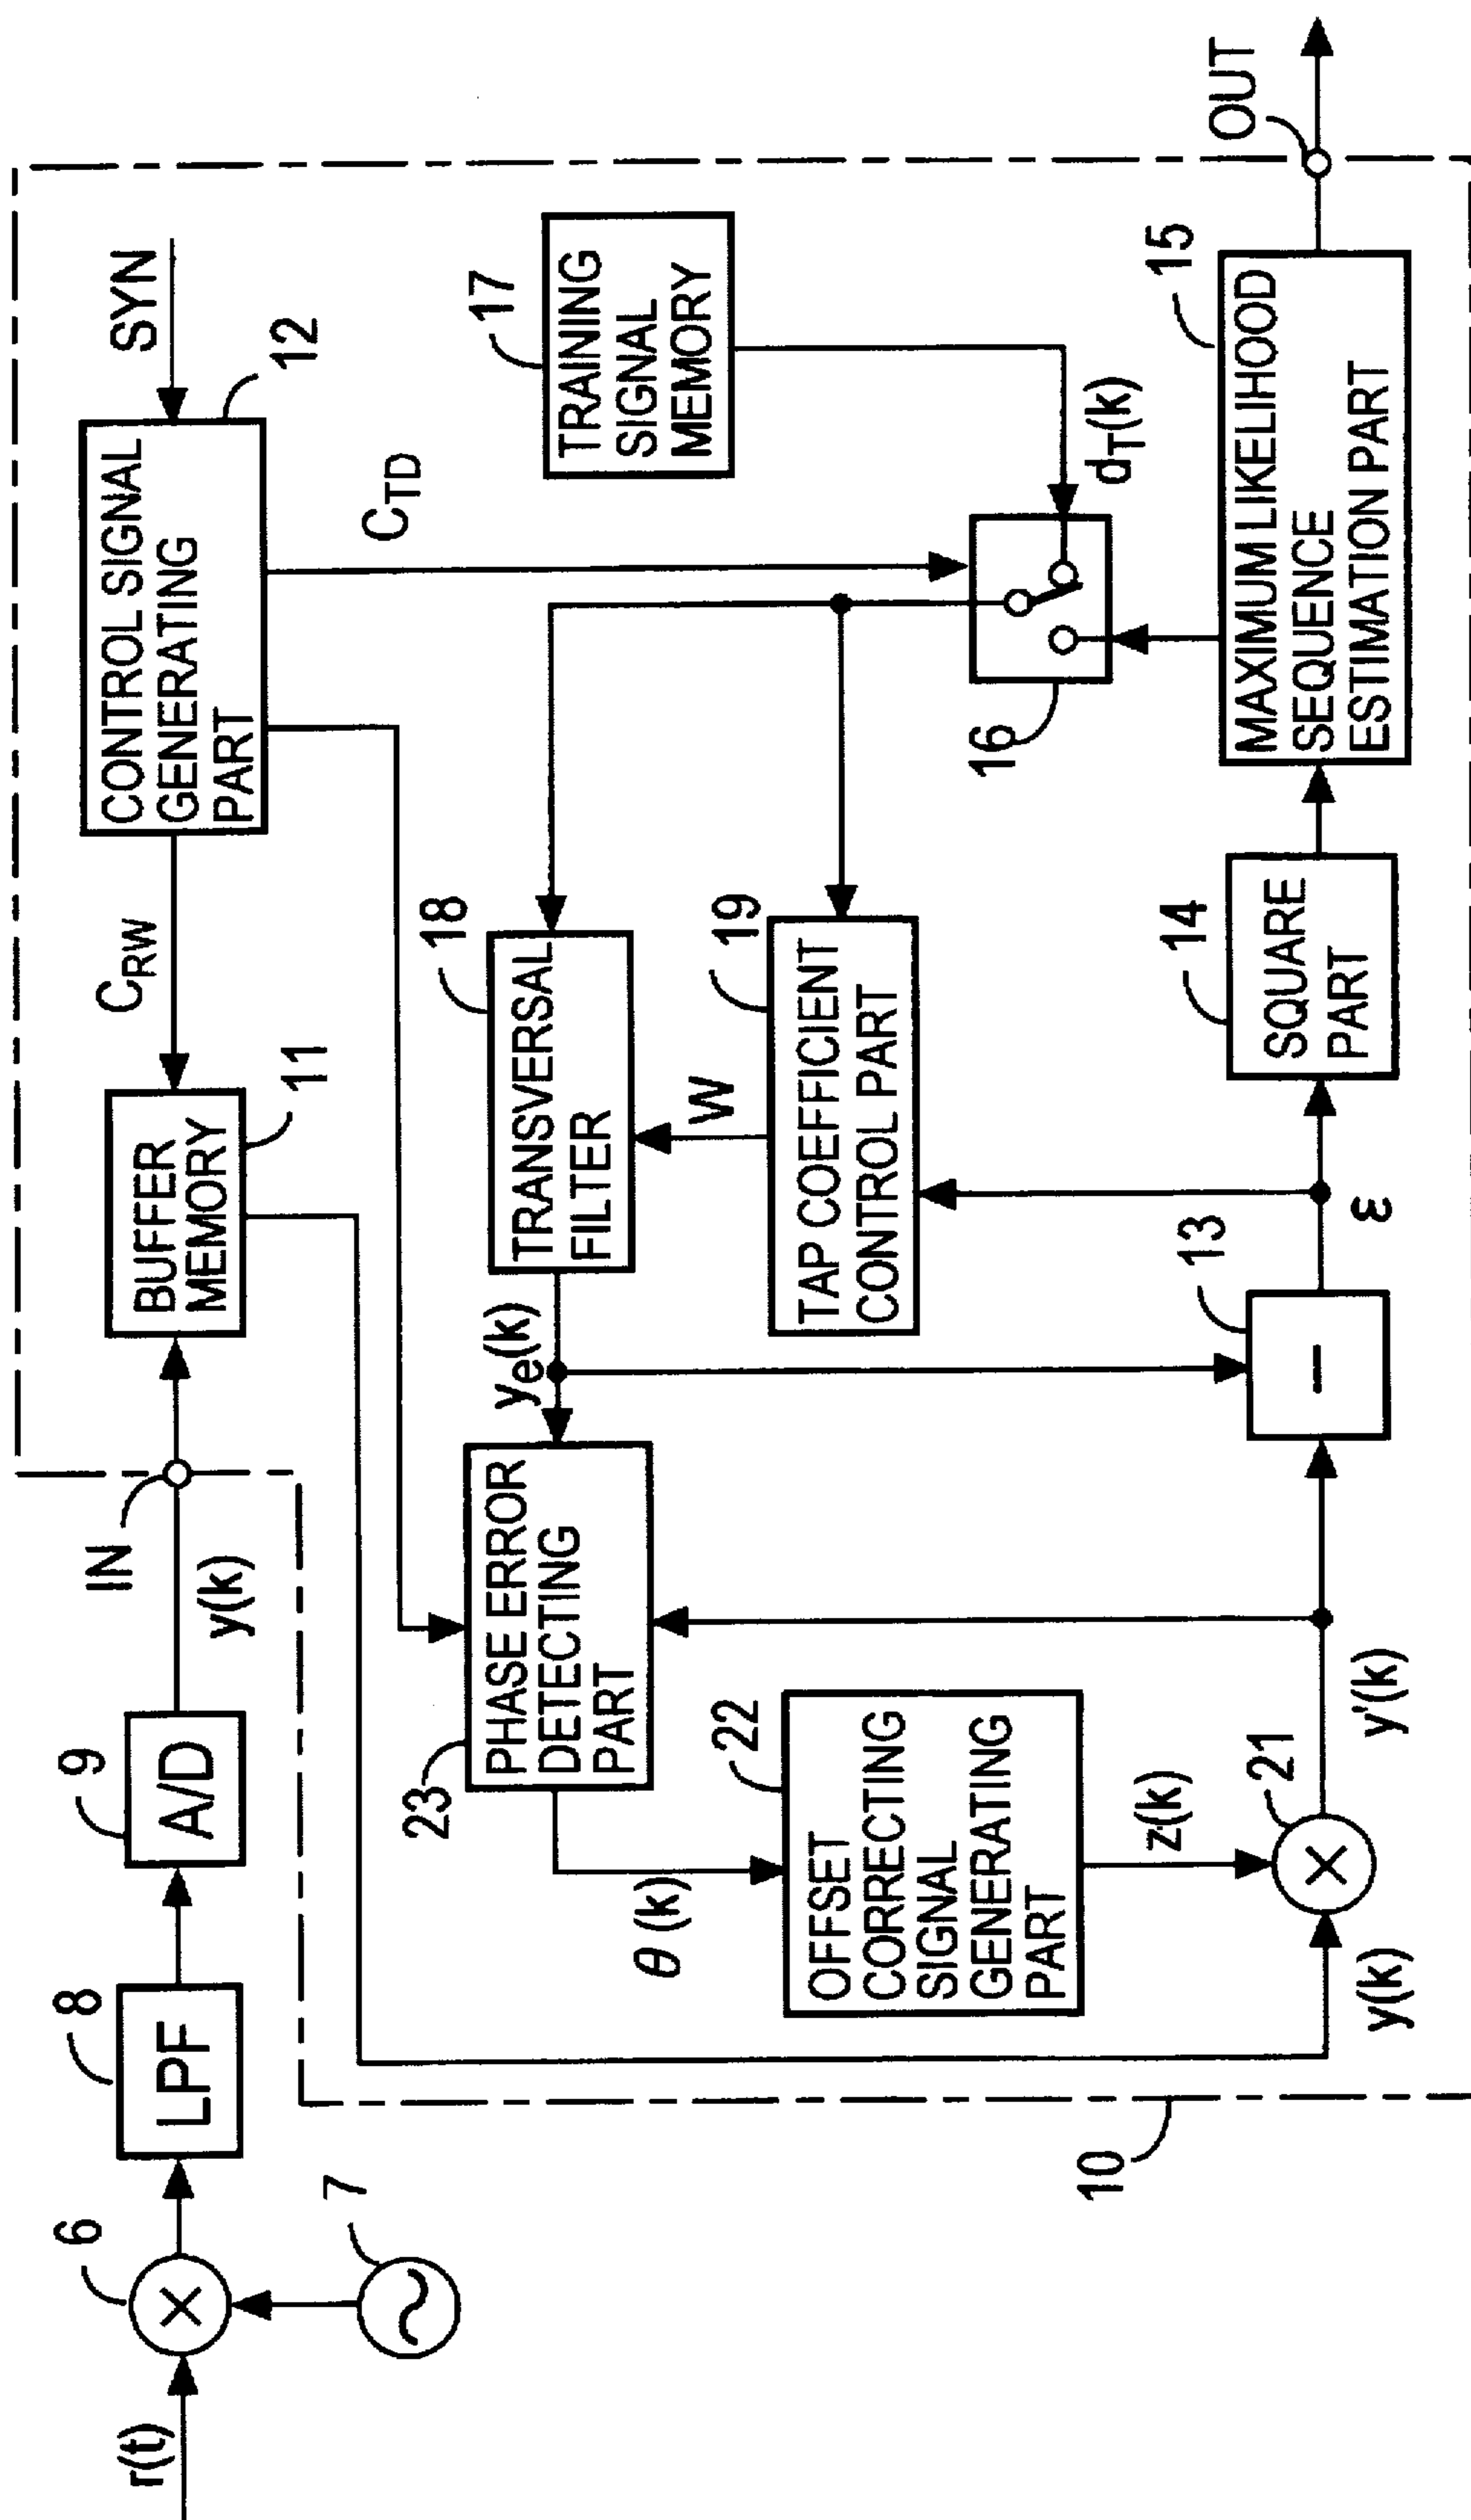 r(t)
6
7
8
LPF
9
A/D
IN
y(k)
BUFFER
MEMORY
11
C_RW
CONTROL SIGNAL
GENERATING
PART
12
SYN
C_TD
23
PHASE ERROR
DETECTING
PART
y_e(k)
18
TRANSVERSAL
FILTER
W
19
TAP COEFFICIENT
CONTROL PART
17
TRAINING
SIGNAL
MEMORY
d_T(k)
16
θ(k)
22
OFFSET
CORRECTING
SIGNAL
GENERATING
PART
z(k)
10
y(k)
21
y'(k)
13
−
ε
14
SQUARE
PART
15
MAXIMUM LIKELIHOOD
SEQUENCE
ESTIMATION PART
OUT